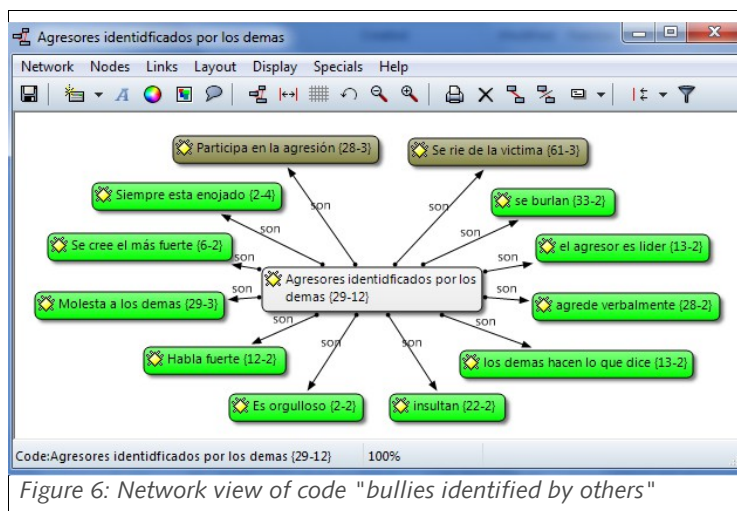 Agresores identidficados por los demas
Network Nodes Links Layout Display Specials Help
Participa en la agresión {28-3}
Se rie de la victima {61-3}
Siempre esta enojado {2-4}
son
son
se burlan {33-2}
son
son
Se cree el más fuerte {6-2}
son
son
el agresor es lider {13-2}
Agresores identidficados por los
demas {29-12}
Molesta a los demas {29-3}
son
son
agrede verbalmente {28-2}
son
son
son
son
Habla fuerte {12-2}
los demas hacen lo que dice {13-2}
Es orgulloso {2-2}
insultan {22-2}
Code:Agresores identidficados por los demas {29-12} 100%
Figure 6: Network view of code "bullies identified by others"